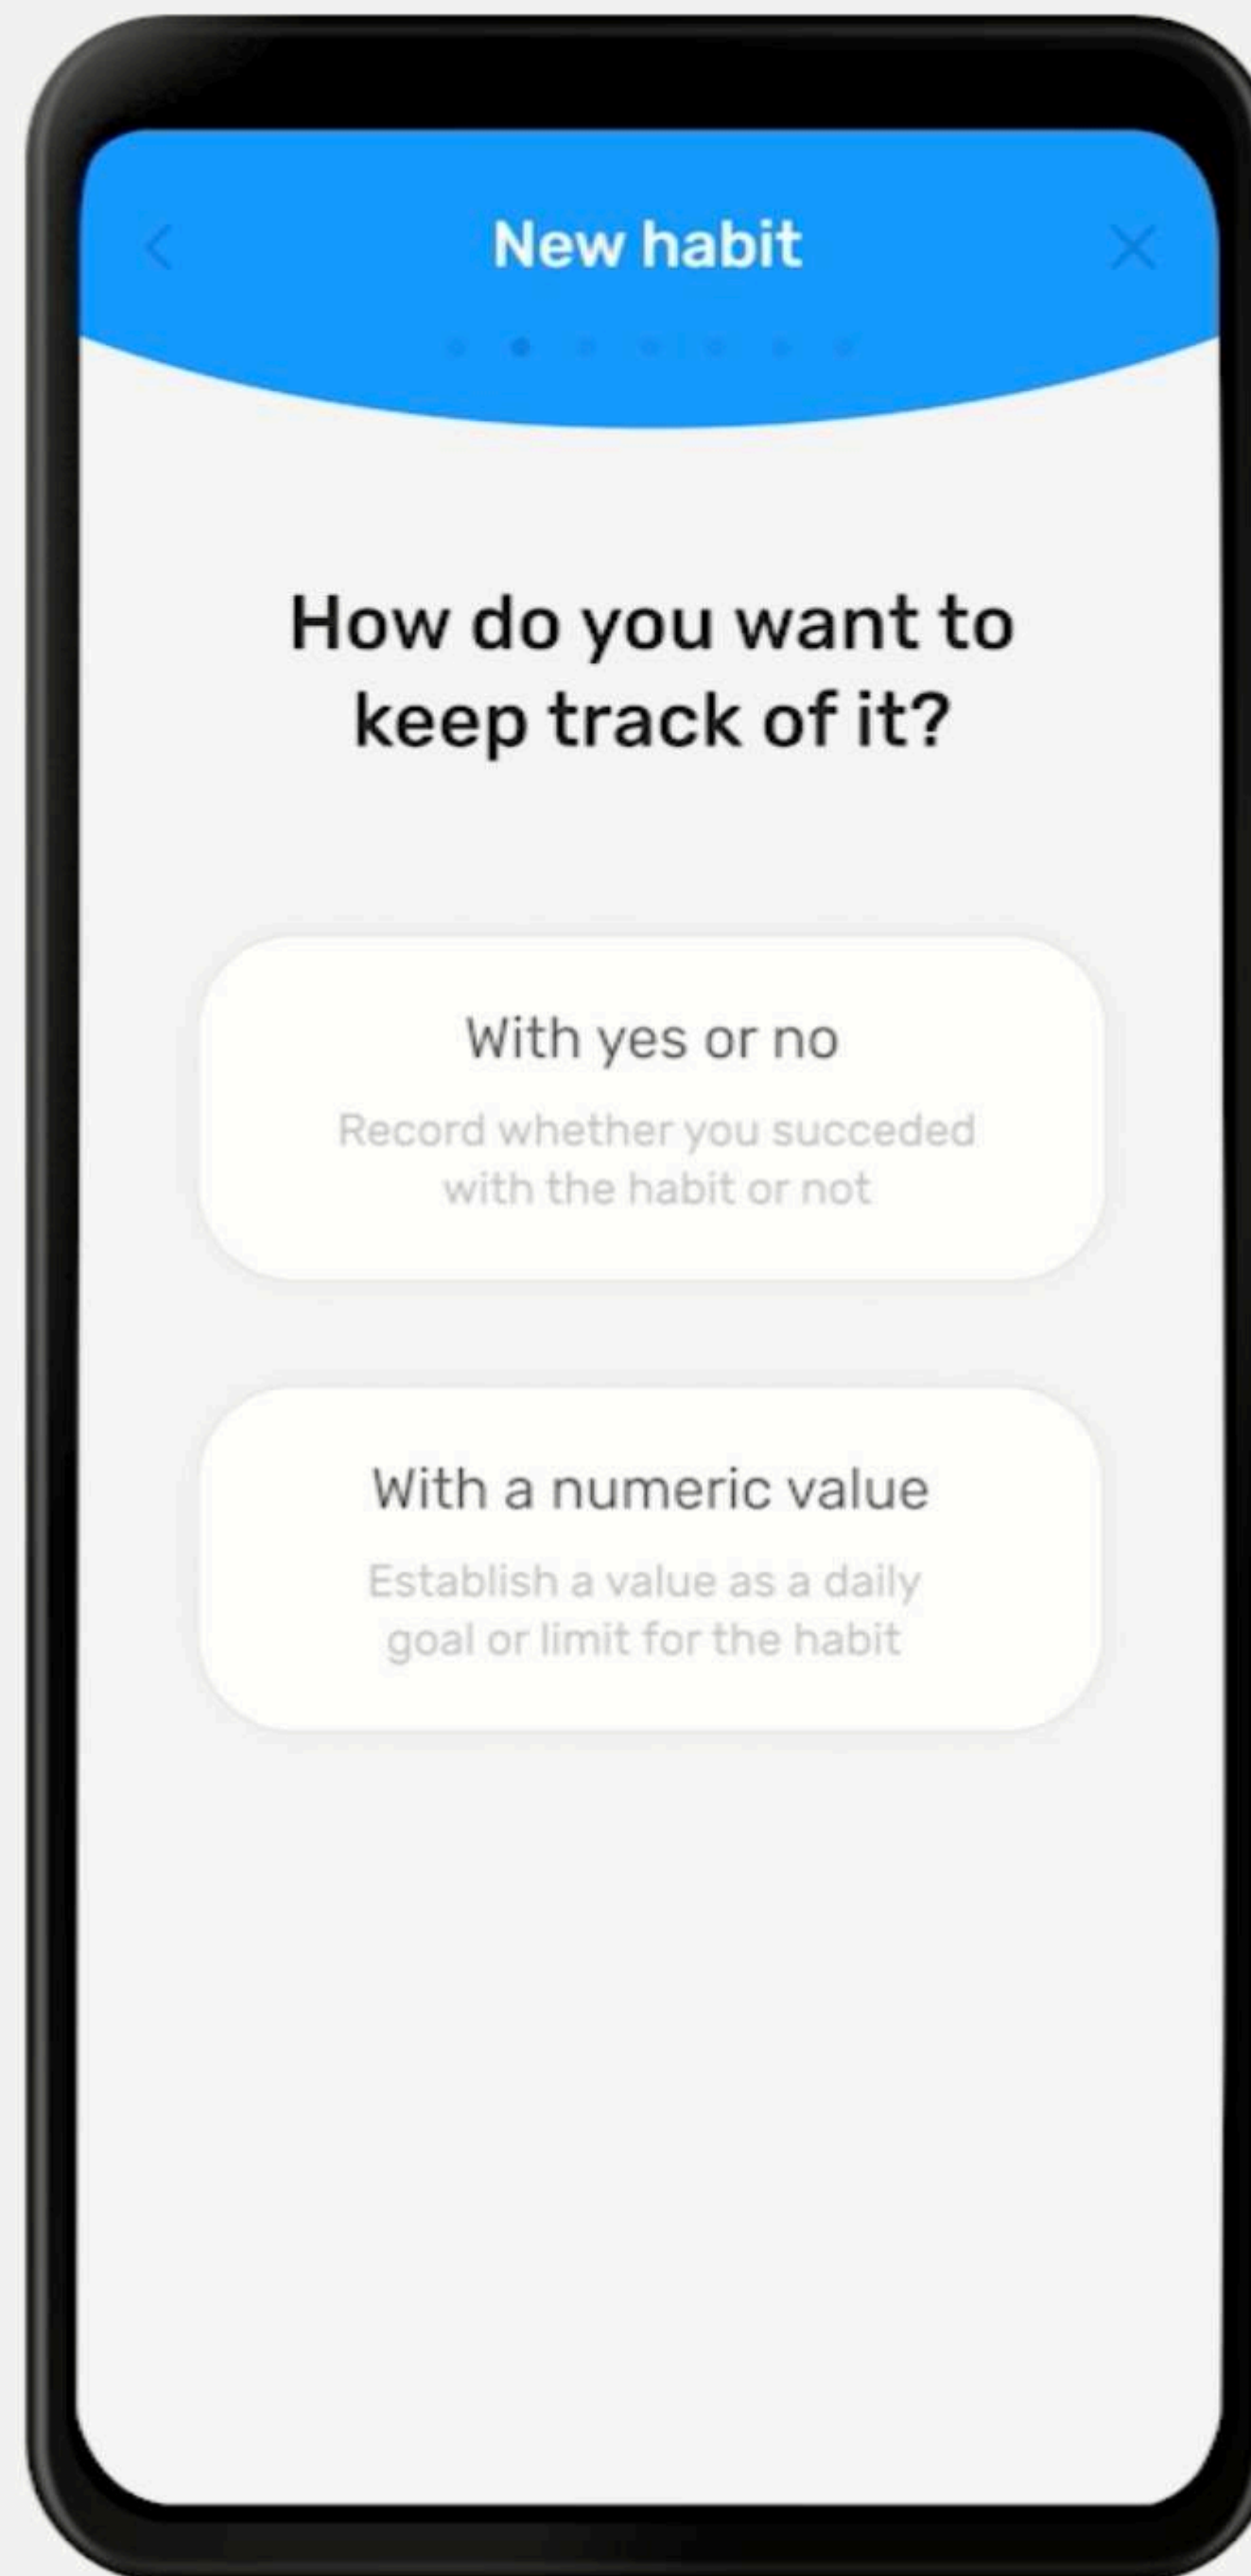 New habit
How do you want to
keep track of it?
With yes or no
Record whether you succeded
with the habit or not
With a numeric value
Establish a value as a daily
goal or limit for the habit